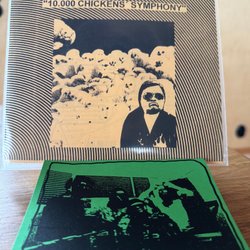 "10.000 CHICKENS' SYMPHONY"